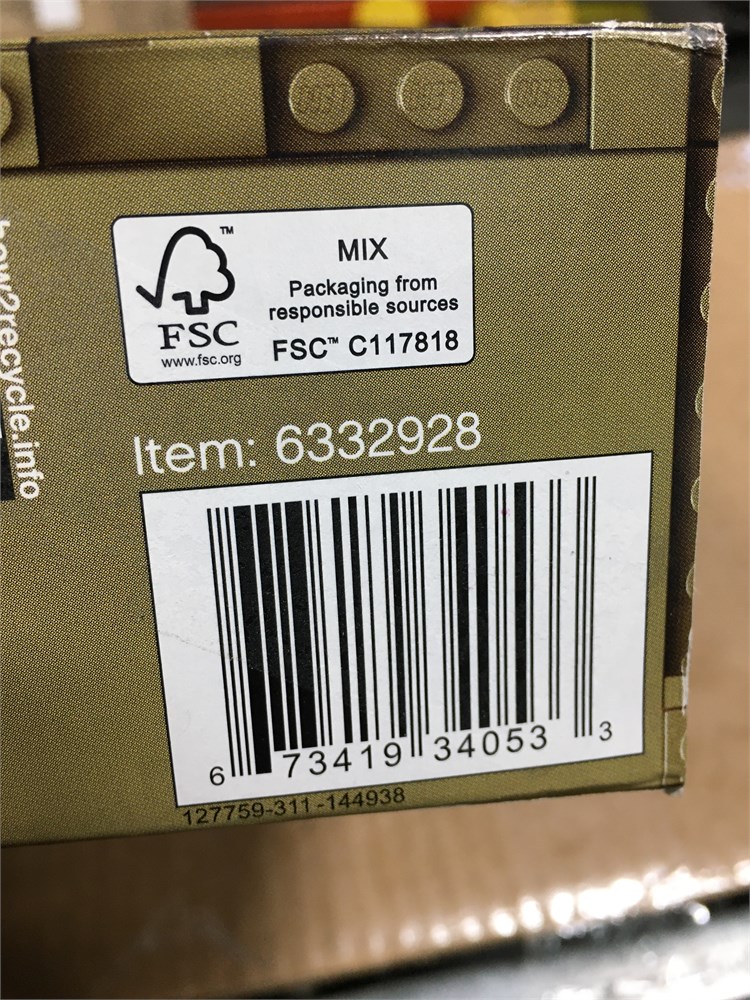 ™
MIX
Packaging from
responsible sources
FSC™ C117818
FSC
www.fsc.org
how2recycle.info
Item: 6332928
6 73419 34053 3
127759-311-144938